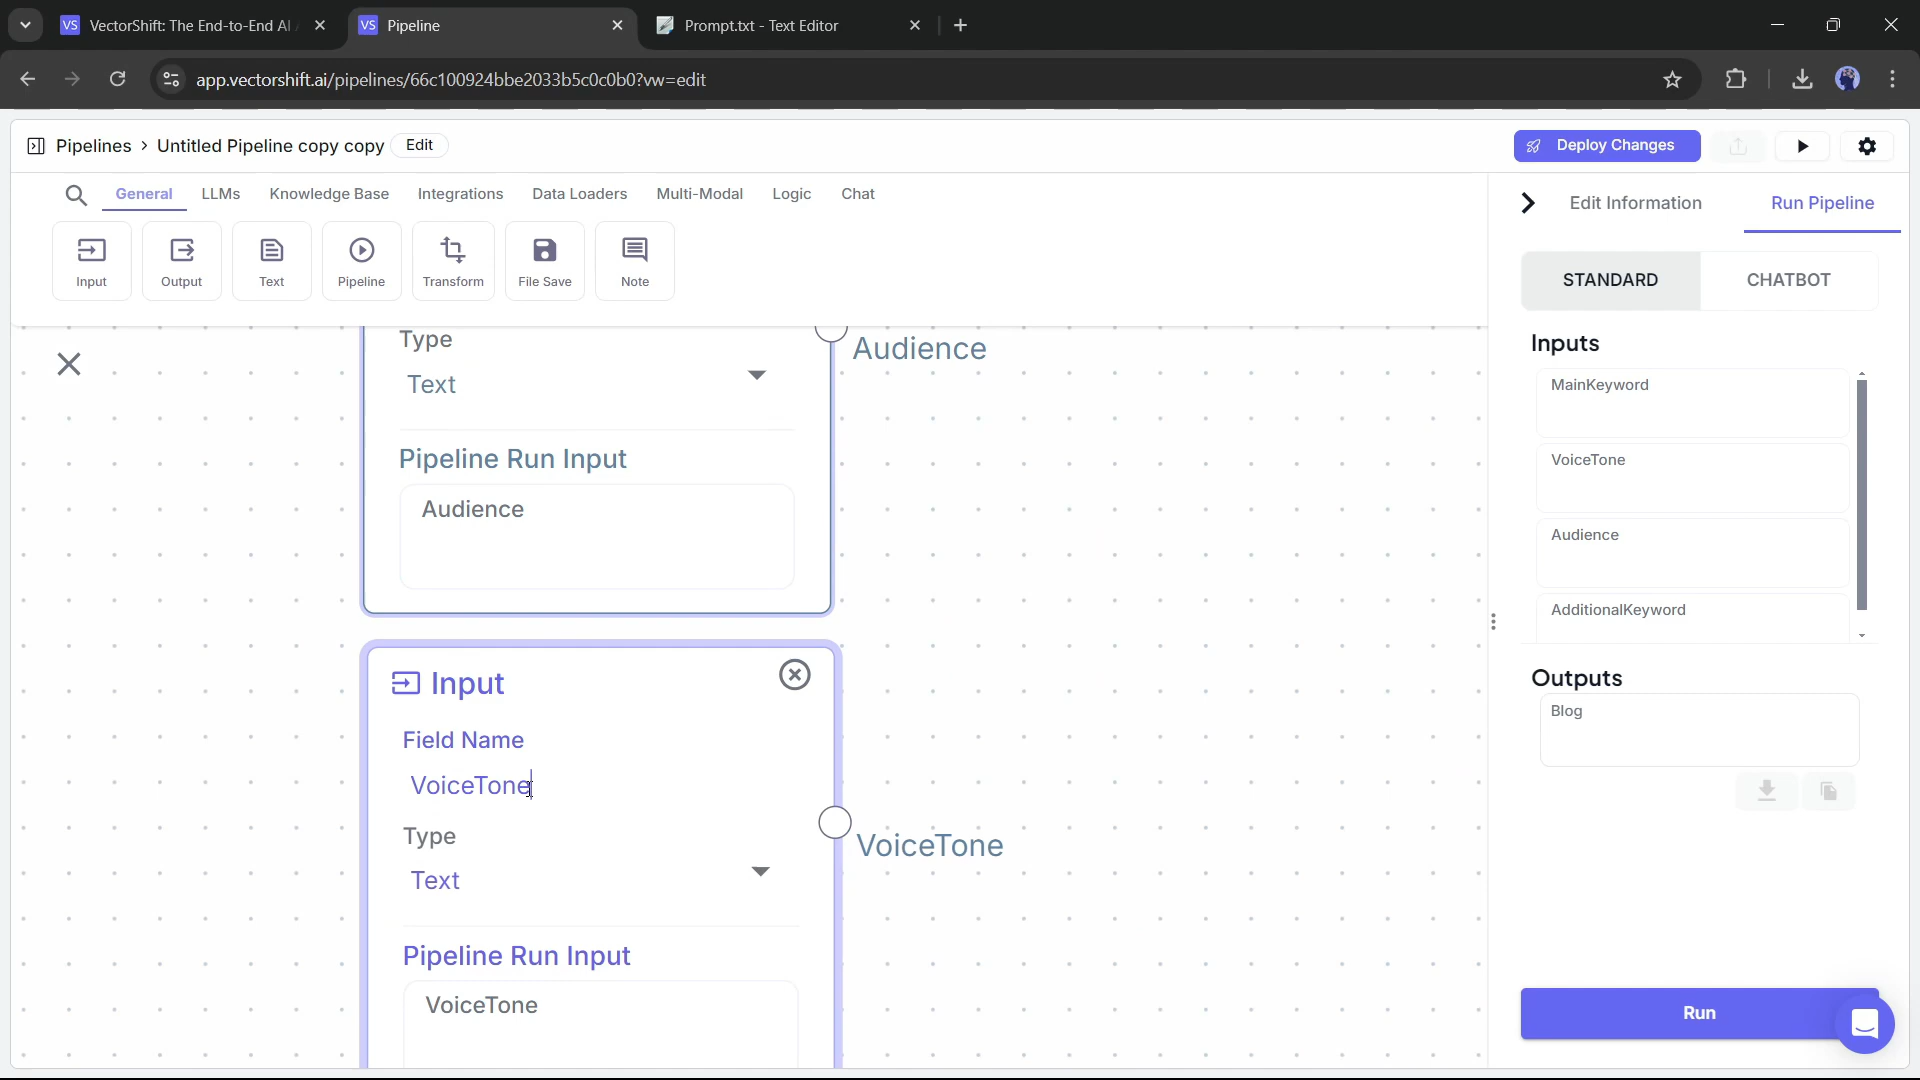 VS VectorShift: The End-to-End AI
VS Pipeline
Prompt.txt - Text Editor
app.vectorshift.ai/pipelines/66c100924bbe2033b5c0c0b0?vw=edit
Pipelines > Untitled Pipeline copy copy Edit
Deploy Changes
General LLMs Knowledge Base Integrations Data Loaders Multi-Modal Logic Chat
Input Output Text Pipeline Transform File Save Note
Edit Information Run Pipeline
STANDARD CHATBOT
Inputs
MainKeyword
VoiceTone
Audience
AdditionalKeyword
Outputs
Blog
Run
Type
Text
Audience
Pipeline Run Input
Audience
Input
Field Name
VoiceTone
Type
Text
VoiceTone
Pipeline Run Input
VoiceTone